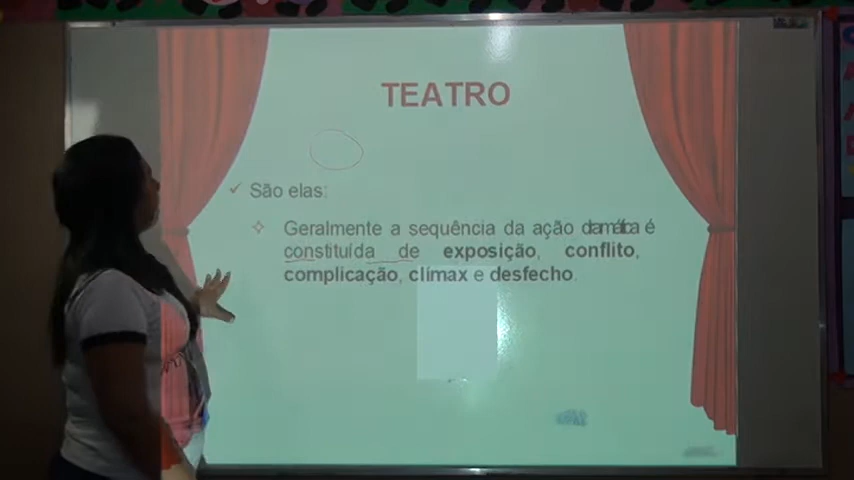 TEATRO
São elas:
Geralmente a sequência da ação dramática é
constituída de exposição, conflito,
complicação, clímax e desfecho.